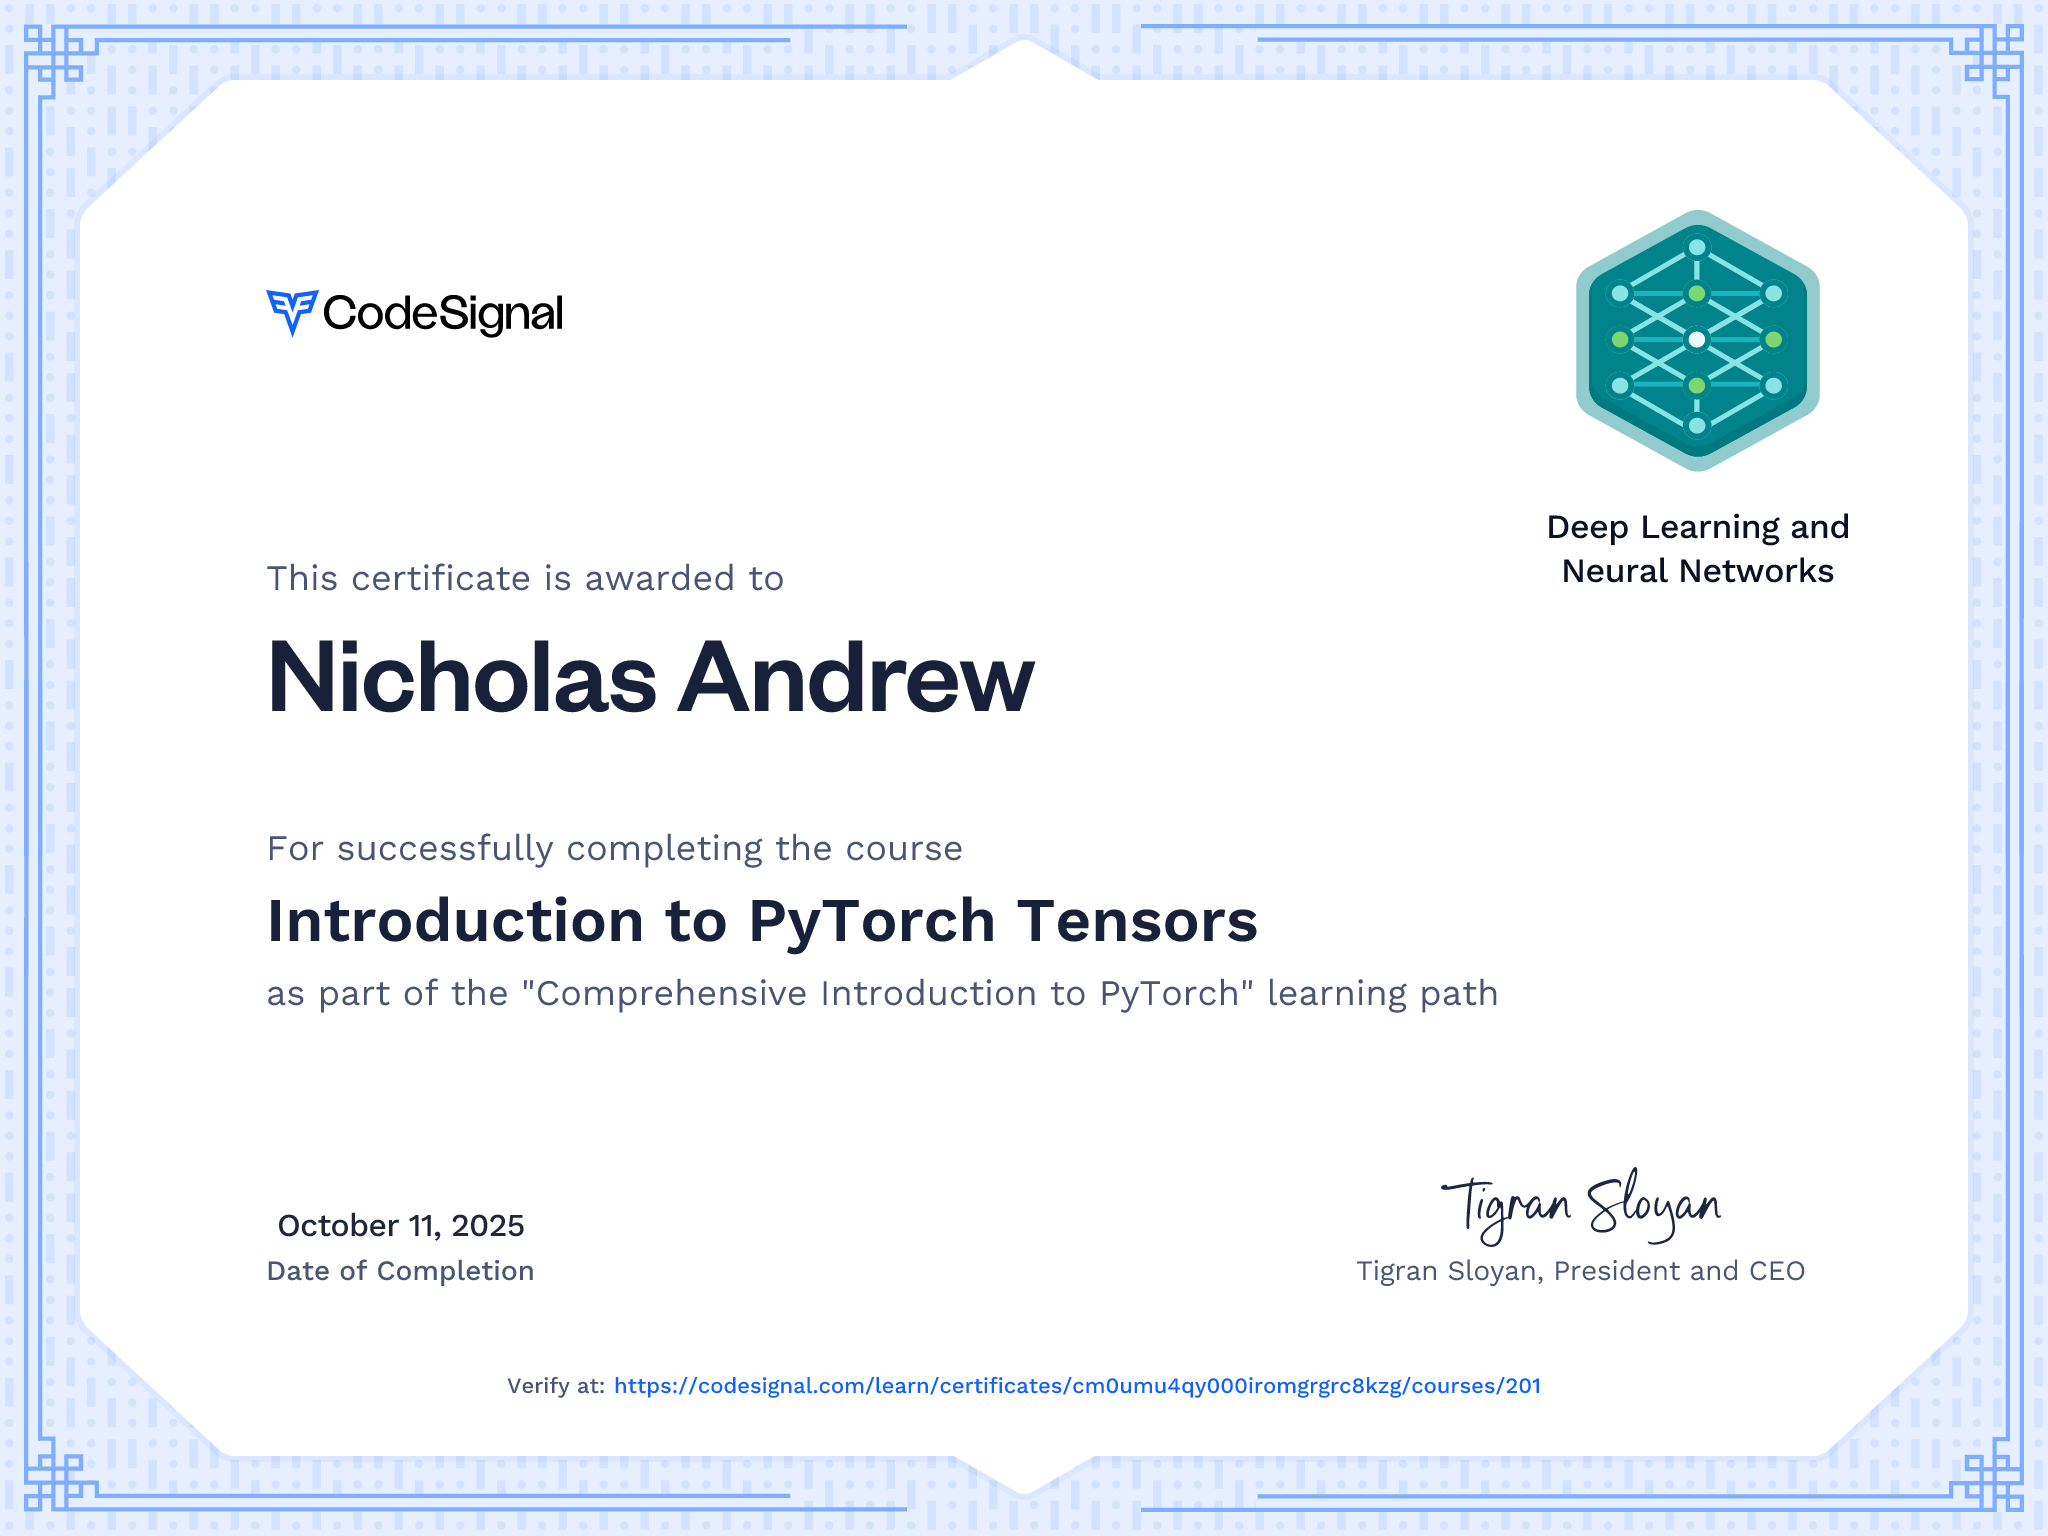 CodeSignal
Deep Learning and
Neural Networks
This certificate is awarded to
Nicholas Andrew
For successfully completing the course
Introduction to PyTorch Tensors
as part of the "Comprehensive Introduction to PyTorch" learning path
Tigran Sloyan
October 11, 2025
Date of Completion
Tigran Sloyan, President and CEO
Verify at: https://codesignal.com/learn/certificates/cm0umu4qy000iromgrgrc8kzg/courses/201